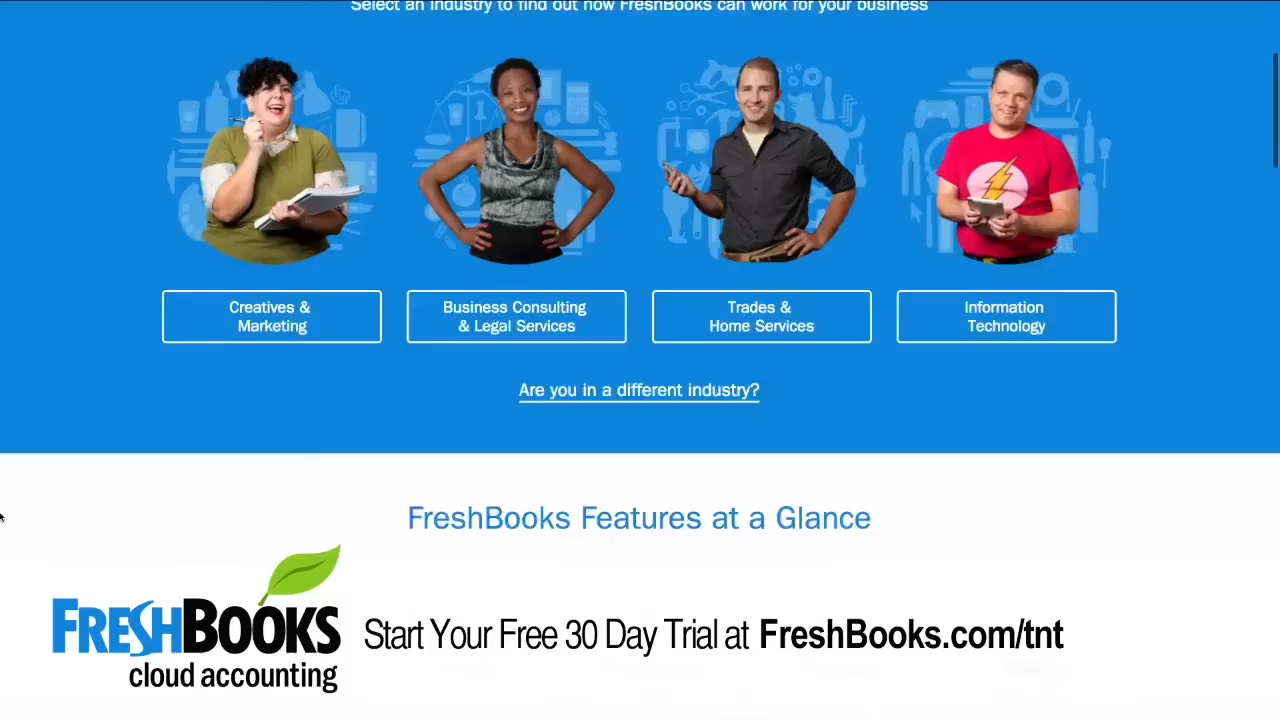 Select an industry to find out how FreshBooks can work for your business
Creatives &
Marketing
Business Consulting
& Legal Services
Trades &
Home Services
Information
Technology
Are you in a different industry?
FreshBooks Features at a Glance
FRESHBOOKS
cloud accounting
Start Your Free 30 Day Trial at FreshBooks.com/tnt